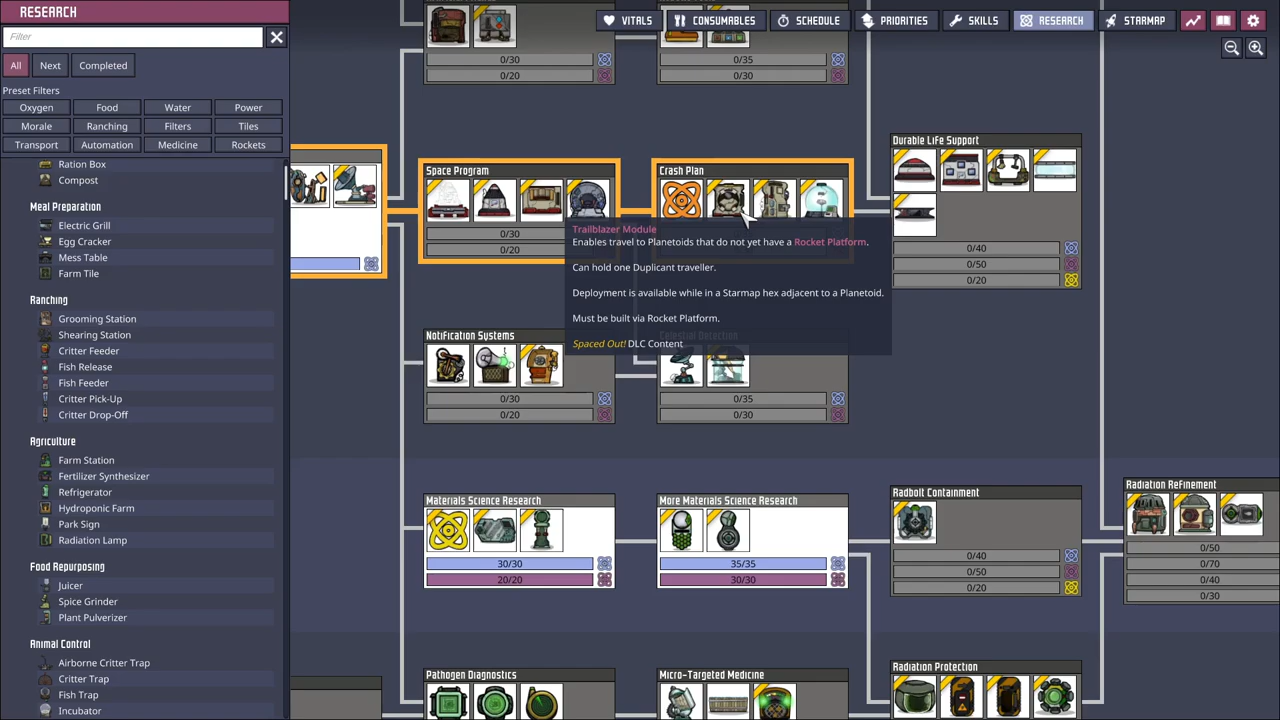 RESEARCH
VITALS
CONSUMABLES
SCHEDULE
PRIORITIES
SKILLS
RESEARCH
STARMAP
Filter
All
Next
Completed
Preset Filters
Oxygen
Food
Water
Power
Morale
Ranching
Filters
Tiles
Transport
Automation
Medicine
Rockets
Ration Box
Compost
Meal Preparation
Electric Grill
Egg Cracker
Mess Table
Farm Tile
Ranching
Grooming Station
Shearing Station
Critter Feeder
Fish Release
Fish Feeder
Critter Pick-Up
Critter Drop-Off
Agriculture
Farm Station
Fertilizer Synthesizer
Refrigerator
Hydroponic Farm
Park Sign
Radiation Lamp
Food Repurposing
Juicer
Spice Grinder
Plant Pulverizer
Animal Control
Airborne Critter Trap
Critter Trap
Fish Trap
Incubator
0/30
0/20
0/35
0/30
Space Program
0/30
0/20
Crash Plan
Durable Life Support
0/40
0/50
0/20
Trailblazer Module
Enables travel to Planetoids that do not yet have a Rocket Platform.
Can hold one Duplicant traveller.
Deployment is available while in a Starmap hex adjacent to a Planetoid.
Must be built via Rocket Platform.
Spaced Out! DLC Content
Notification Systems
0/30
0/20
Celestial Detection
0/35
0/30
Materials Science Research
30/30
20/20
More Materials Science Research
35/35
30/30
Radbolt Containment
0/40
0/50
0/20
Radiation Refinement
0/50
0/70
0/40
0/30
Pathogen Diagnostics
Micro-Targeted Medicine
Radiation Protection